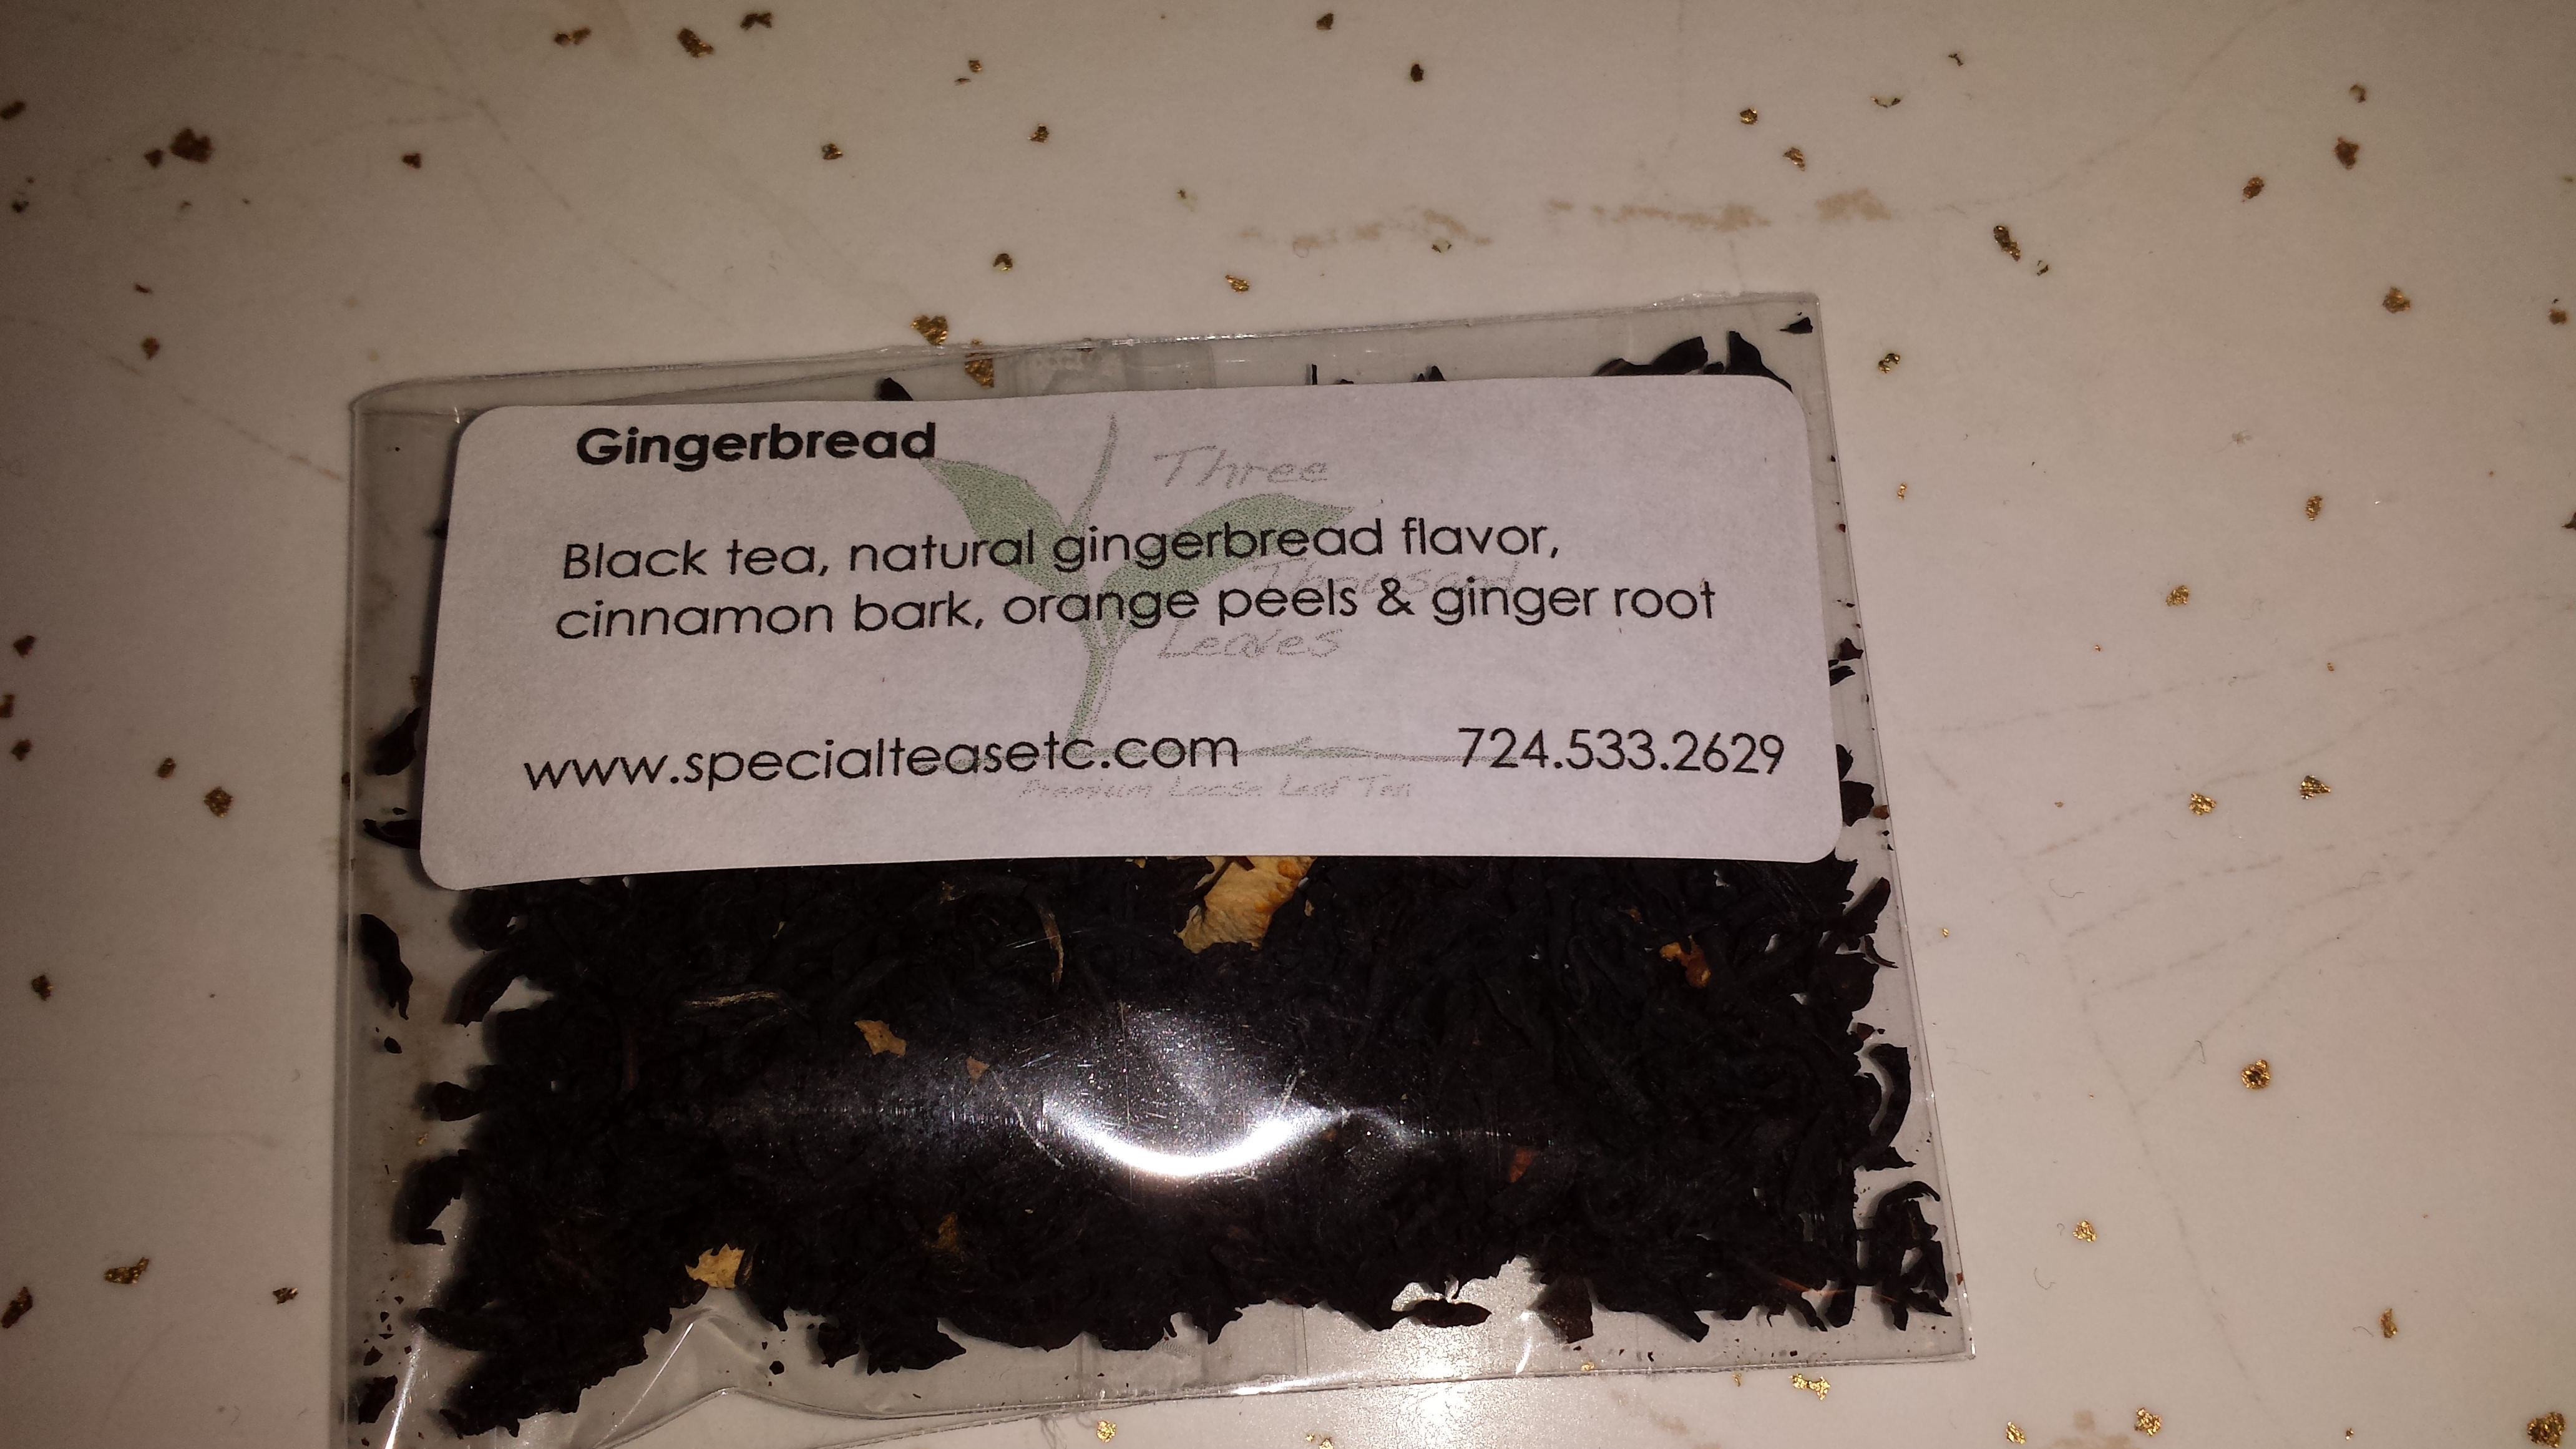 Gingerbread
Three
Black tea, natural gingerbread flavor,
Thousand
cinnamon bark, orange peels & ginger root
Leaves
www.specialteasetc.com 724.533.2629
Premium Loose Leaf Tea